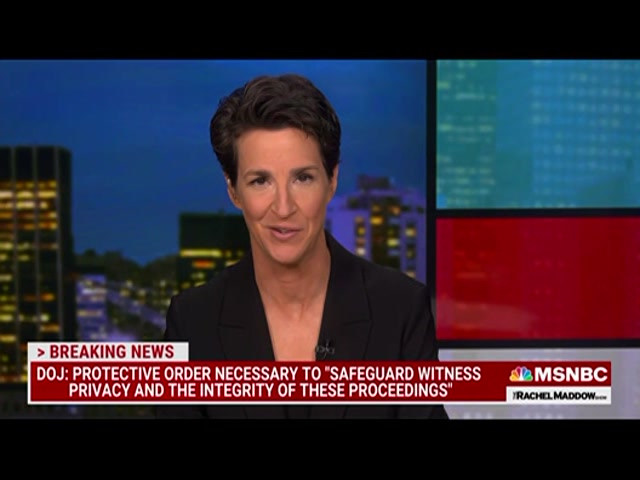 > BREAKING NEWS
DOJ: PROTECTIVE ORDER NECESSARY TO "SAFEGUARD WITNESS
PRIVACY AND THE INTEGRITY OF THESE PROCEEDINGS"
MSNBC
THE RACHEL MADDOW SHOW